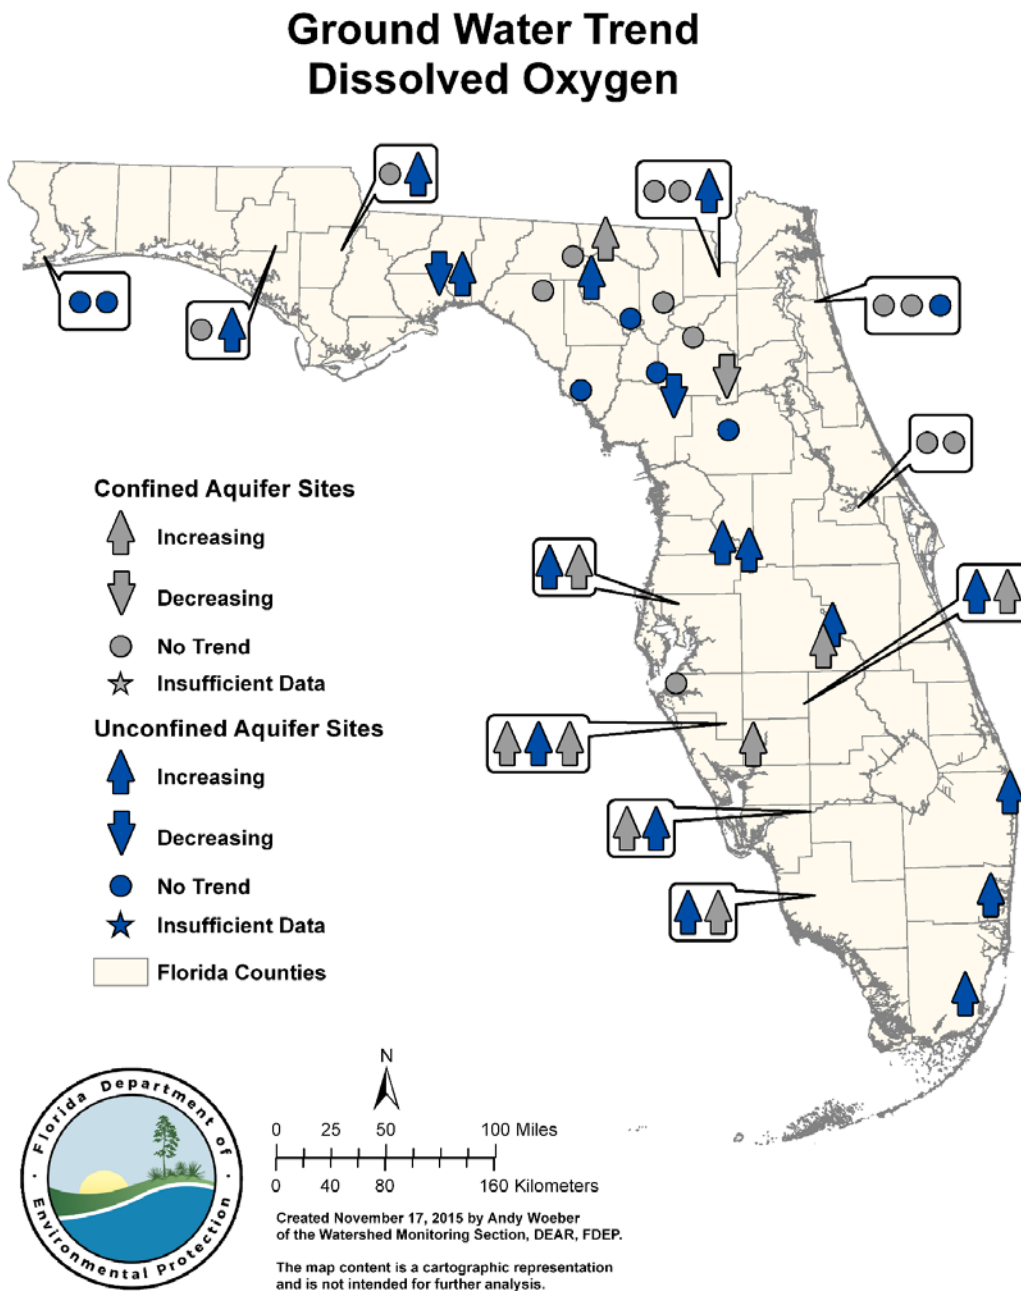 Ground Water Trend
Dissolved Oxygen
Confined Aquifer Sites
Increasing
Decreasing
No Trend
Insufficient Data
Unconfined Aquifer Sites
Increasing
Decreasing
No Trend
Insufficient Data
Florida Counties
Florida Department of
Environmental Protection
N
0 25 50 100 Miles
0 40 80 160 Kilometers
Created November 17, 2015 by Andy Woeber
of the Watershed Monitoring Section, DEAR, FDEP.
The map content is a cartographic representation
and is not intended for further analysis.